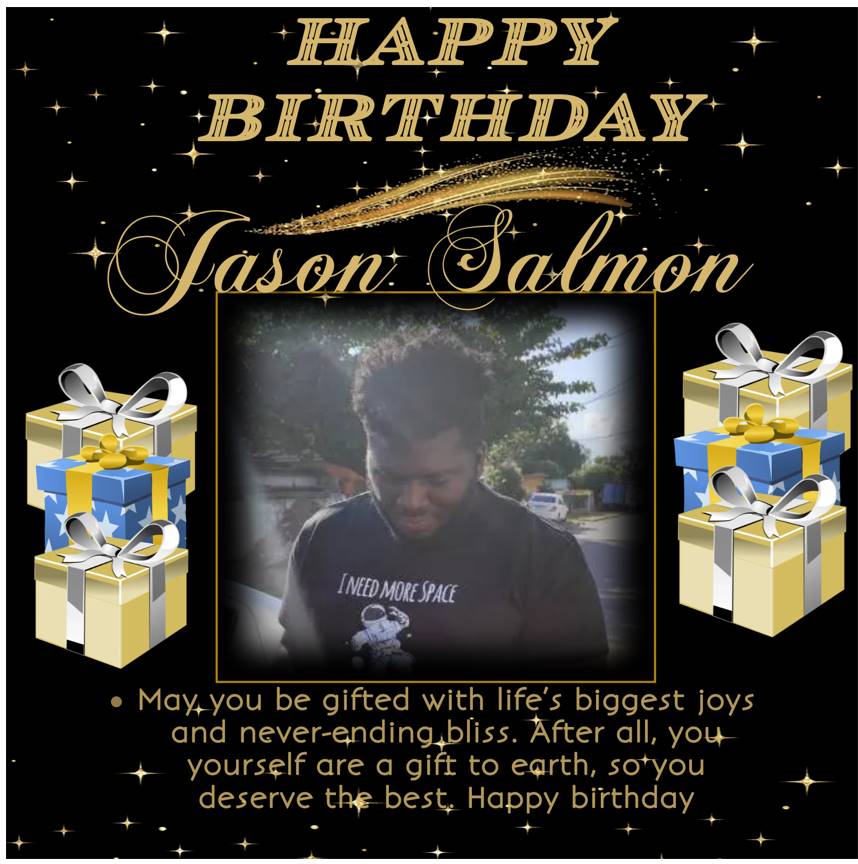 HAPPY
BIRTHDAY
Jason Salmon
I NEED MORE SPACE
• May you be gifted with life's biggest joys
and never-ending bliss. After all, you
yourself are a gift to earth, so you
deserve the best. Happy birthday